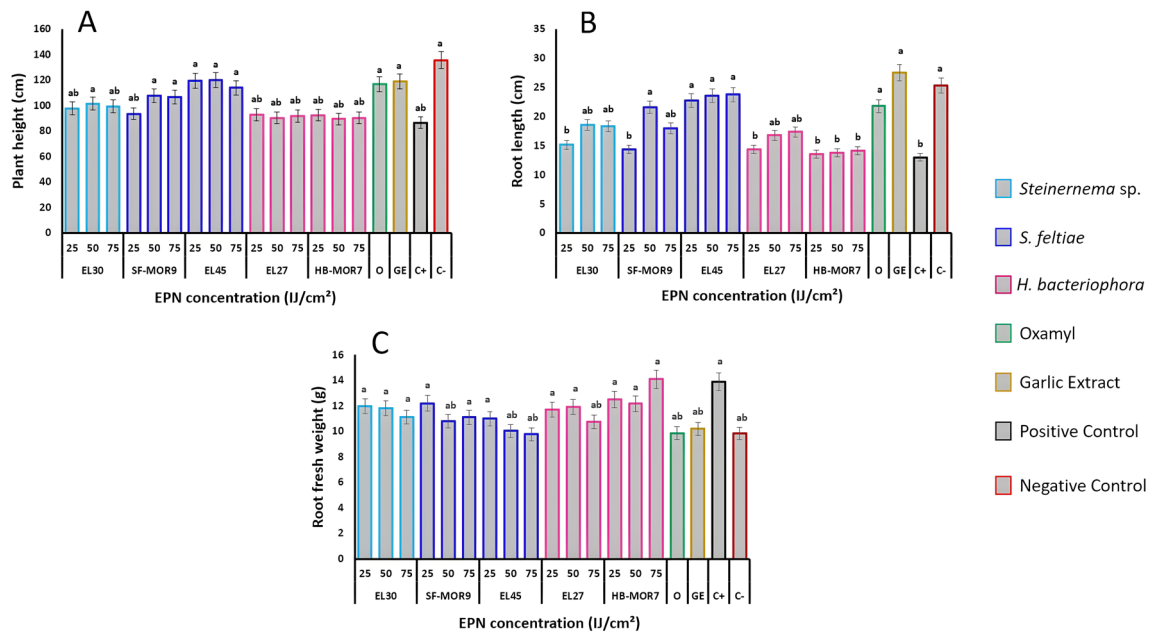 A
Plant height (cm)
160
140
120
100
80
60
40
20
0
ab a ab ab a a a a a ab ab ab ab ab ab a a ab a
25 50 75 25 50 75 25 50 75 25 50 75 25 50 75
EL30 SF-MOR9 EL45 EL27 HB-MOR7 O GE C+ C-
EPN concentration (IJ/cm²)
B
Root length (cm)
35
30
25
20
15
10
5
0
b ab ab b a ab a a a b ab ab b b b a a b a
25 50 75 25 50 75 25 50 75 25 50 75 25 50 75
EL30 SF-MOR9 EL45 EL27 HB-MOR7 O GE C+ C-
EPN concentration (IJ/cm²)
C
Root fresh weight (g)
16
14
12
10
8
6
4
2
0
a a a a ab a a ab ab a a ab a a a ab ab a ab
25 50 75 25 50 75 25 50 75 25 50 75 25 50 75
EL30 SF-MOR9 EL45 EL27 HB-MOR7 O GE C+ C-
EPN concentration (IJ/cm²)
Steinernema sp.
S. feltiae
H. bacteriophora
Oxamyl
Garlic Extract
Positive Control
Negative Control